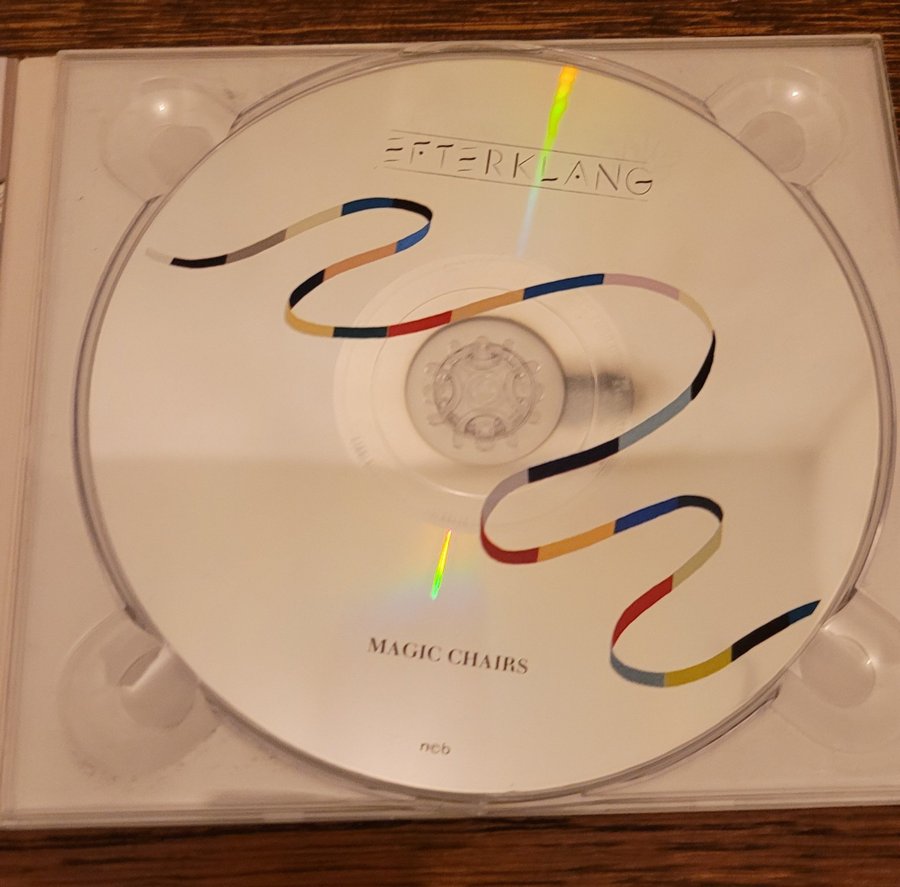 EFTERKLANG
MAGIC CHAIRS
ncb